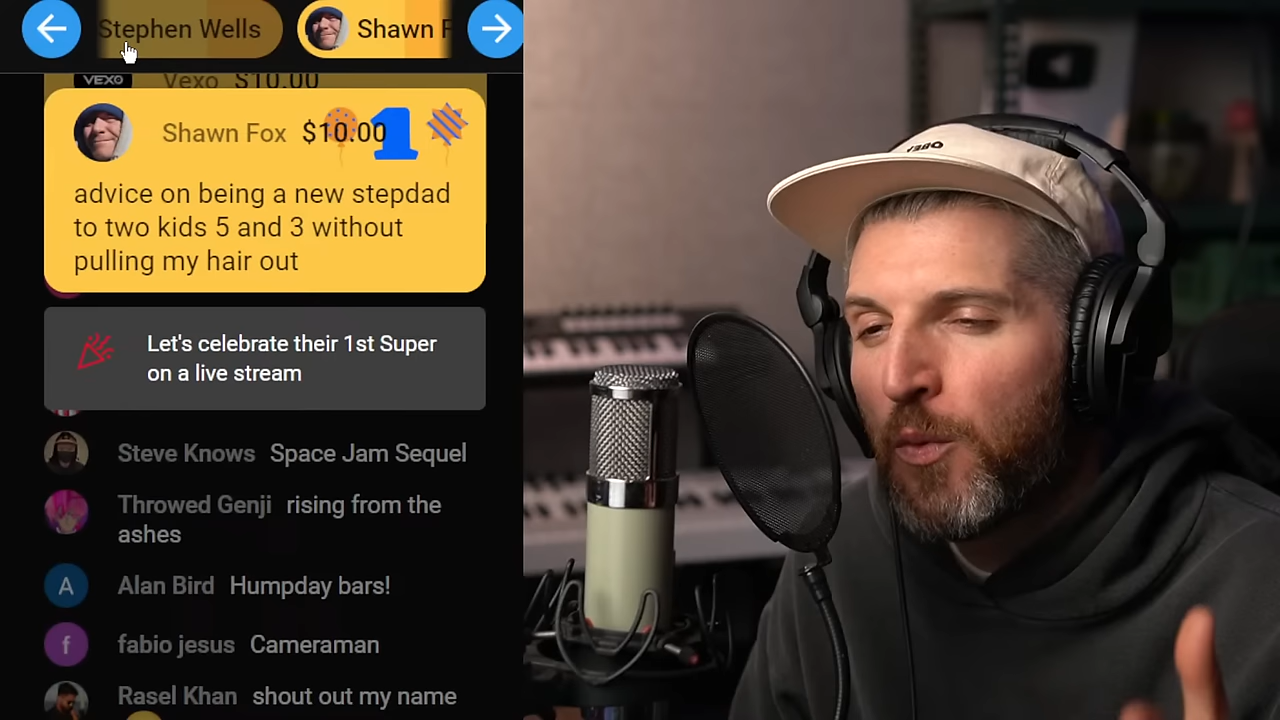 Stephen Wells
Shawn F
VEXO Vexo $10.00
Shawn Fox $10.00 1
advice on being a new stepdad
to two kids 5 and 3 without
pulling my hair out
Let's celebrate their 1st Super
on a live stream
Steve Knows Space Jam Sequel
Throwed Genji rising from the
ashes
A Alan Bird Humpday bars!
f fabio jesus Cameraman
Rasel Khan shout out my name
OBEY